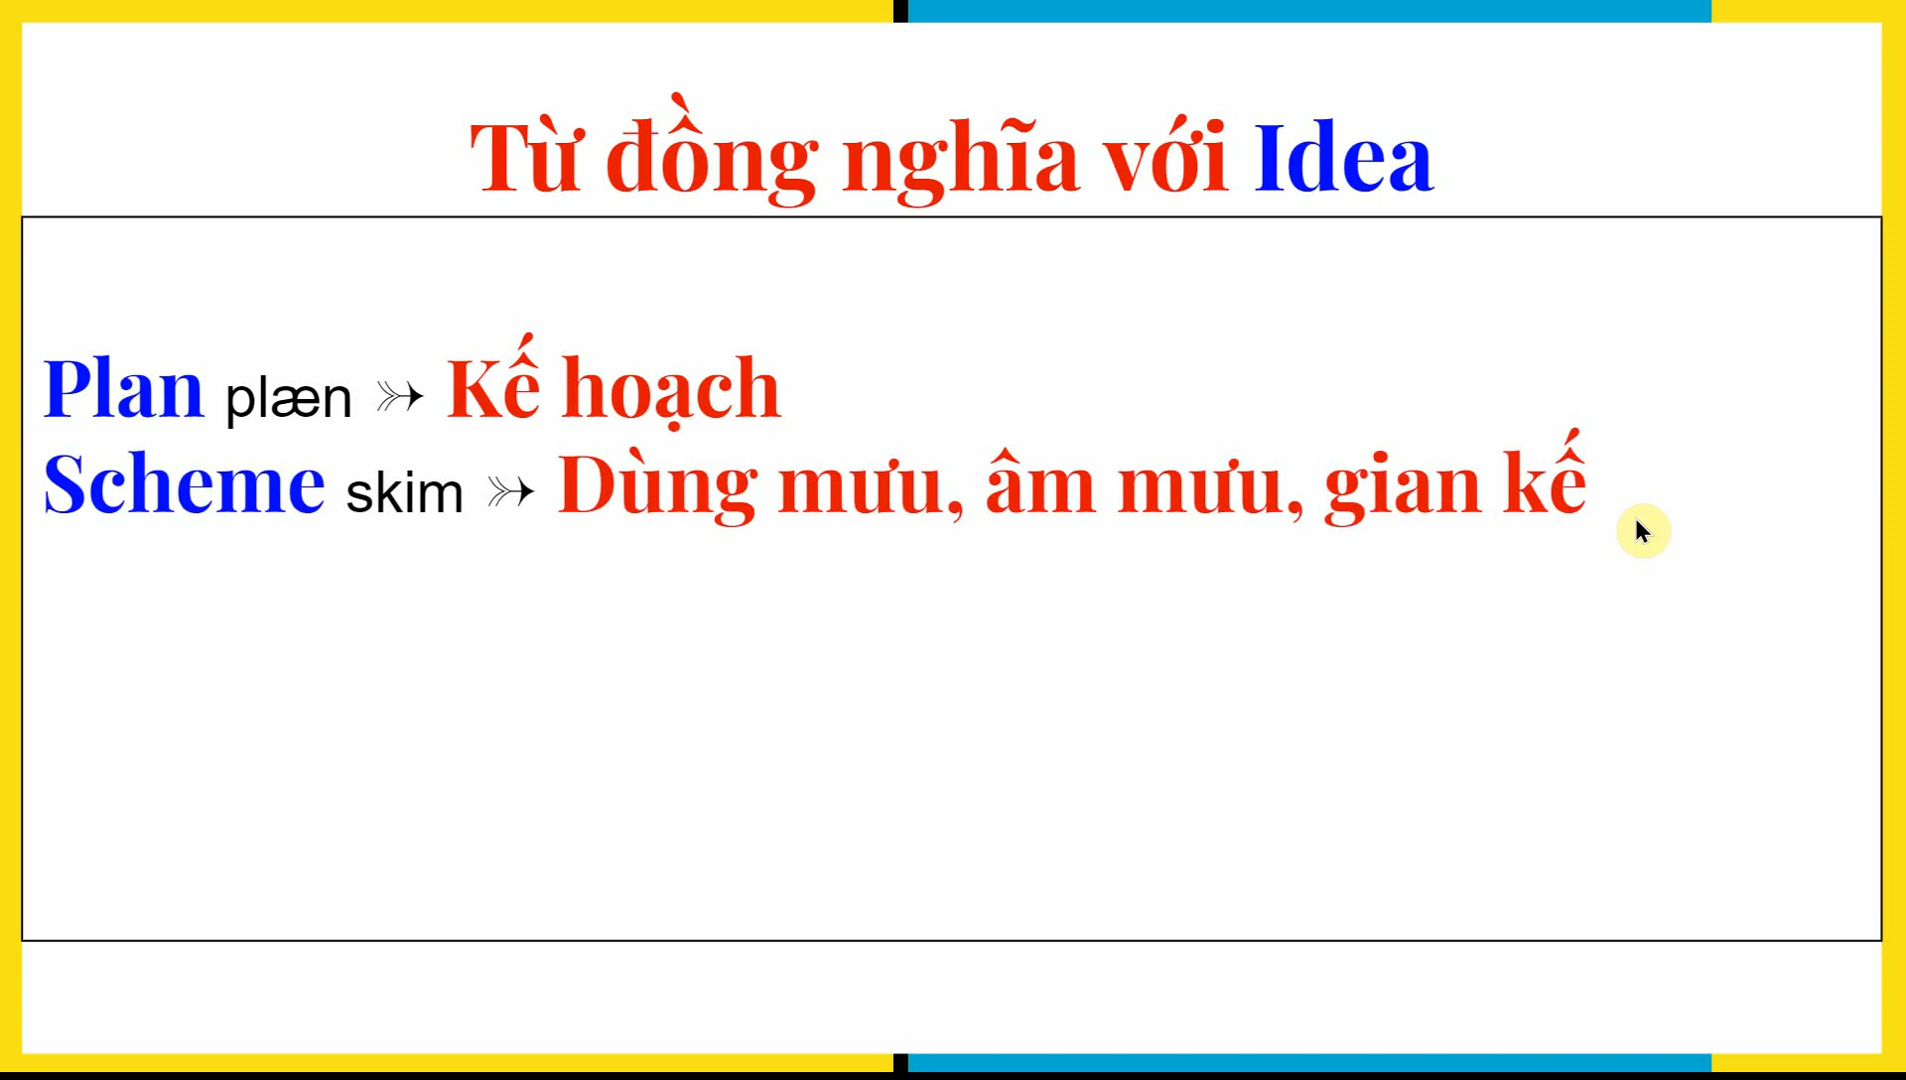 Từ đồng nghĩa với Idea
Plan plæn ➳ Kế hoạch
Scheme skim ➳ Dùng mưu, âm mưu, gian kế